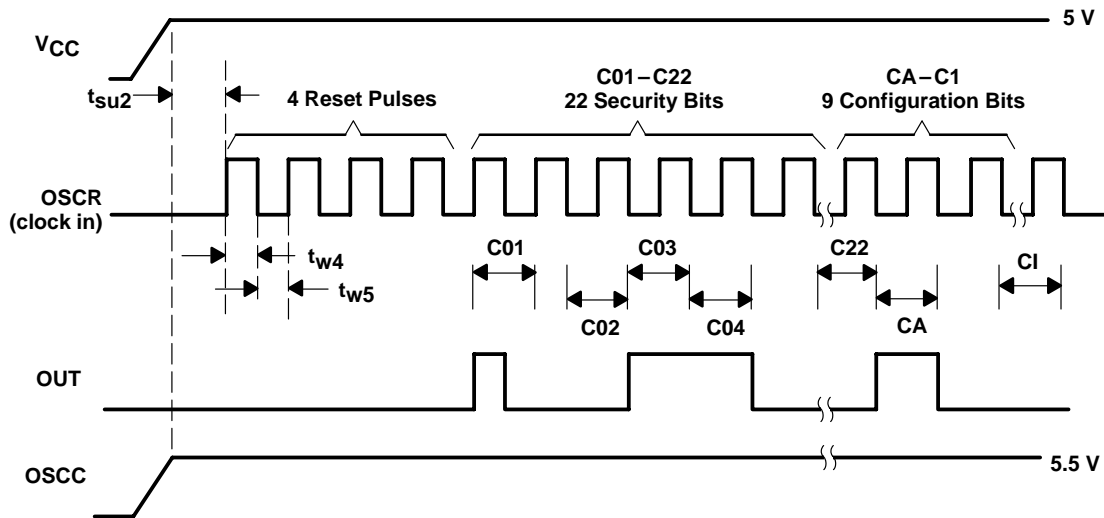 VCC
5 V
tsu2
4 Reset Pulses
C01–C22
22 Security Bits
CA–C1
9 Configuration Bits
OSCR
(clock in)
tw4
tw5
C01
C03
C22
CI
C02
C04
CA
OUT
OSCC
5.5 V